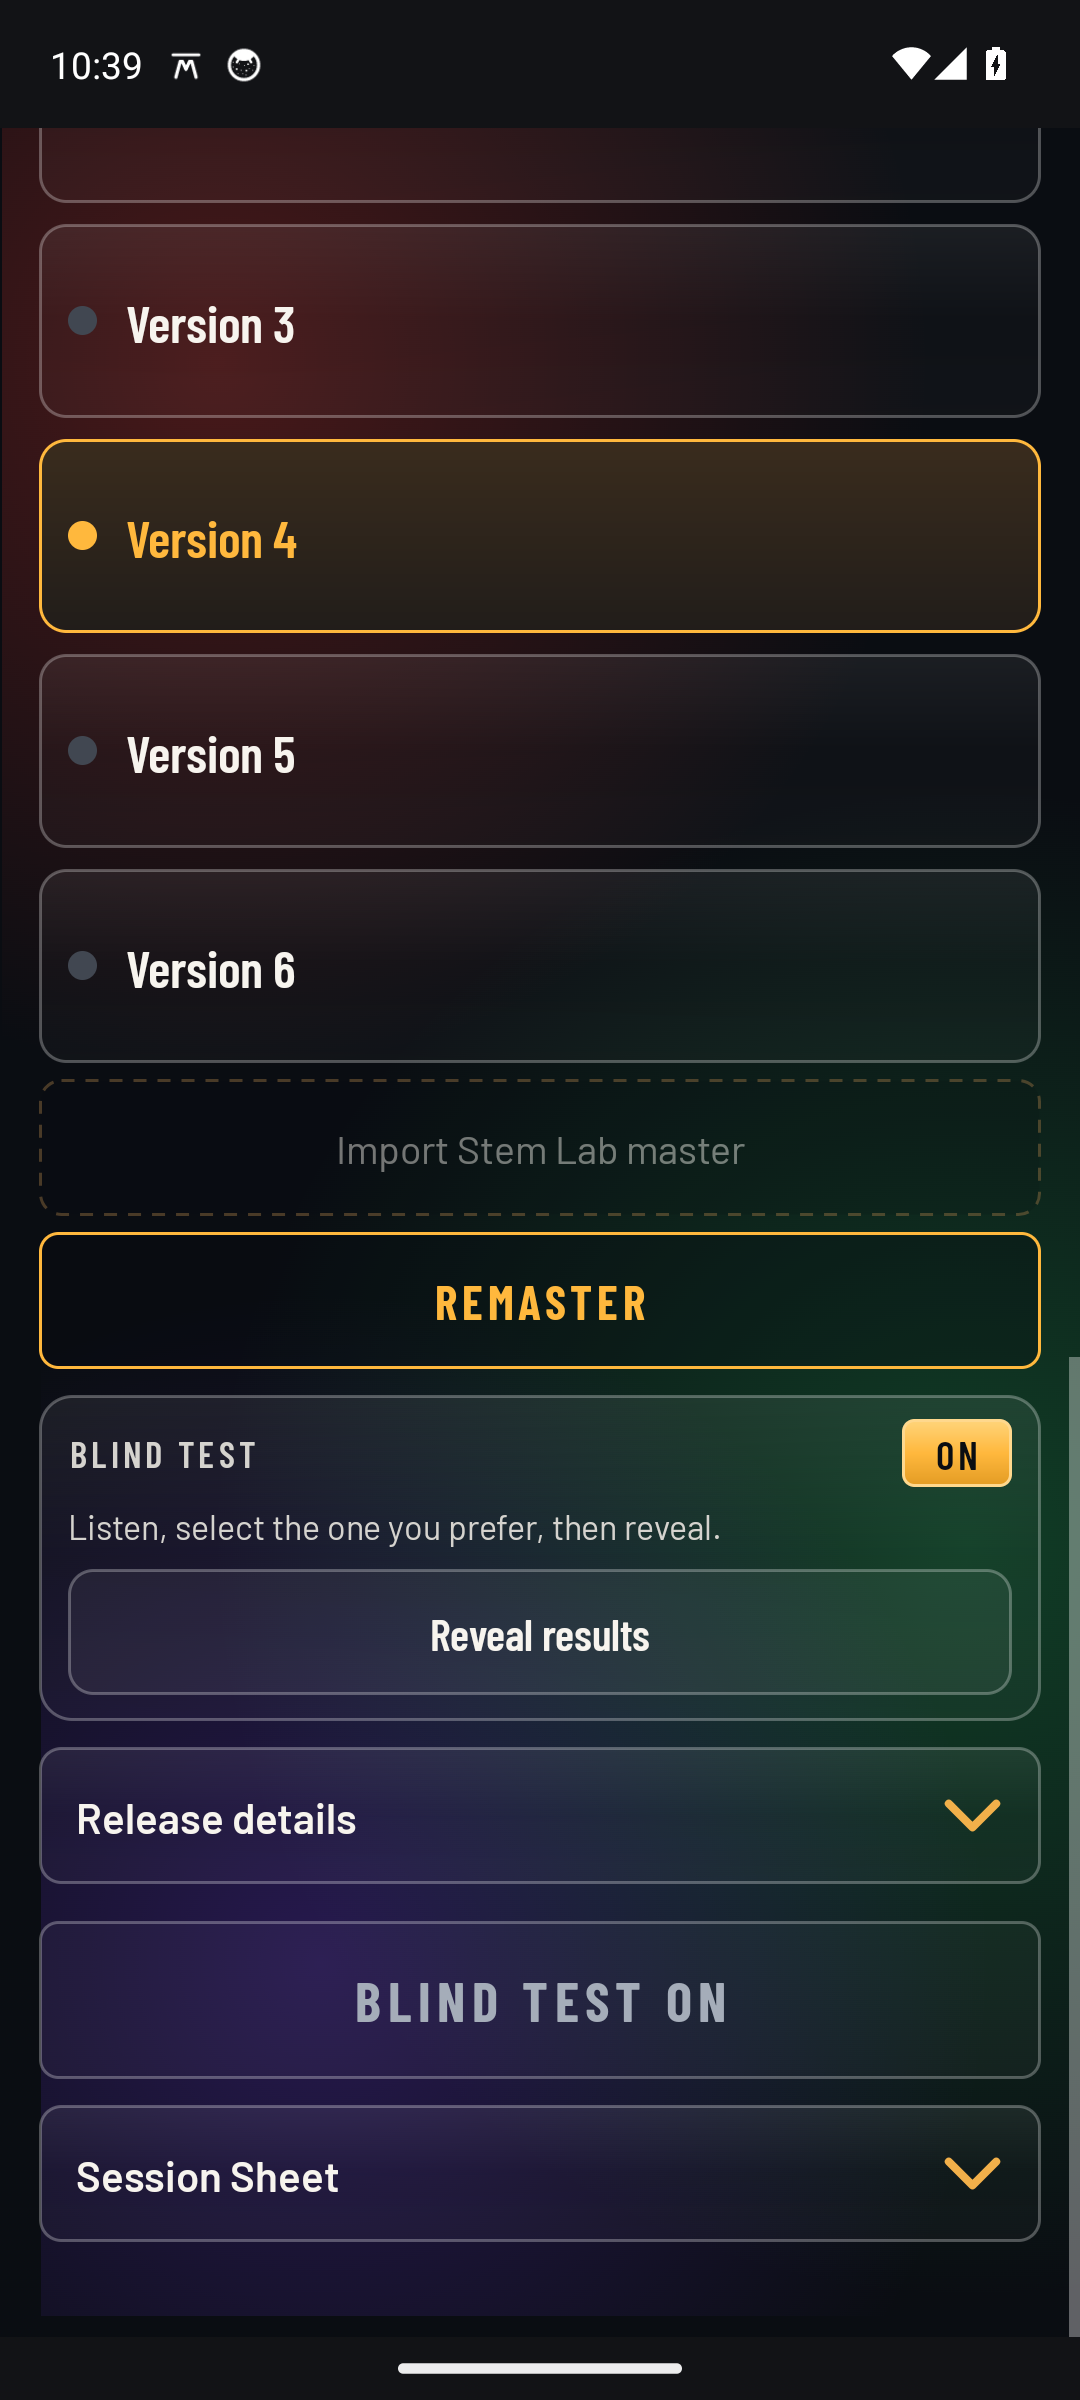 10:39
Version 3
Version 4
Version 5
Version 6
Import Stem Lab master
REMASTER
BLIND TEST
ON
Listen, select the one you prefer, then reveal.
Reveal results
Release details
BLIND TEST ON
Session Sheet